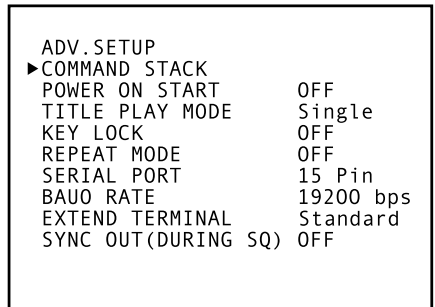 ADV.SETUP
▶COMMAND STACK
POWER ON START OFF
TITLE PLAY MODE Single
KEY LOCK OFF
REPEAT MODE OFF
SERIAL PORT 15 Pin
BAUO RATE 19200 bps
EXTEND TERMINAL Standard
SYNC OUT(DURING SQ) OFF